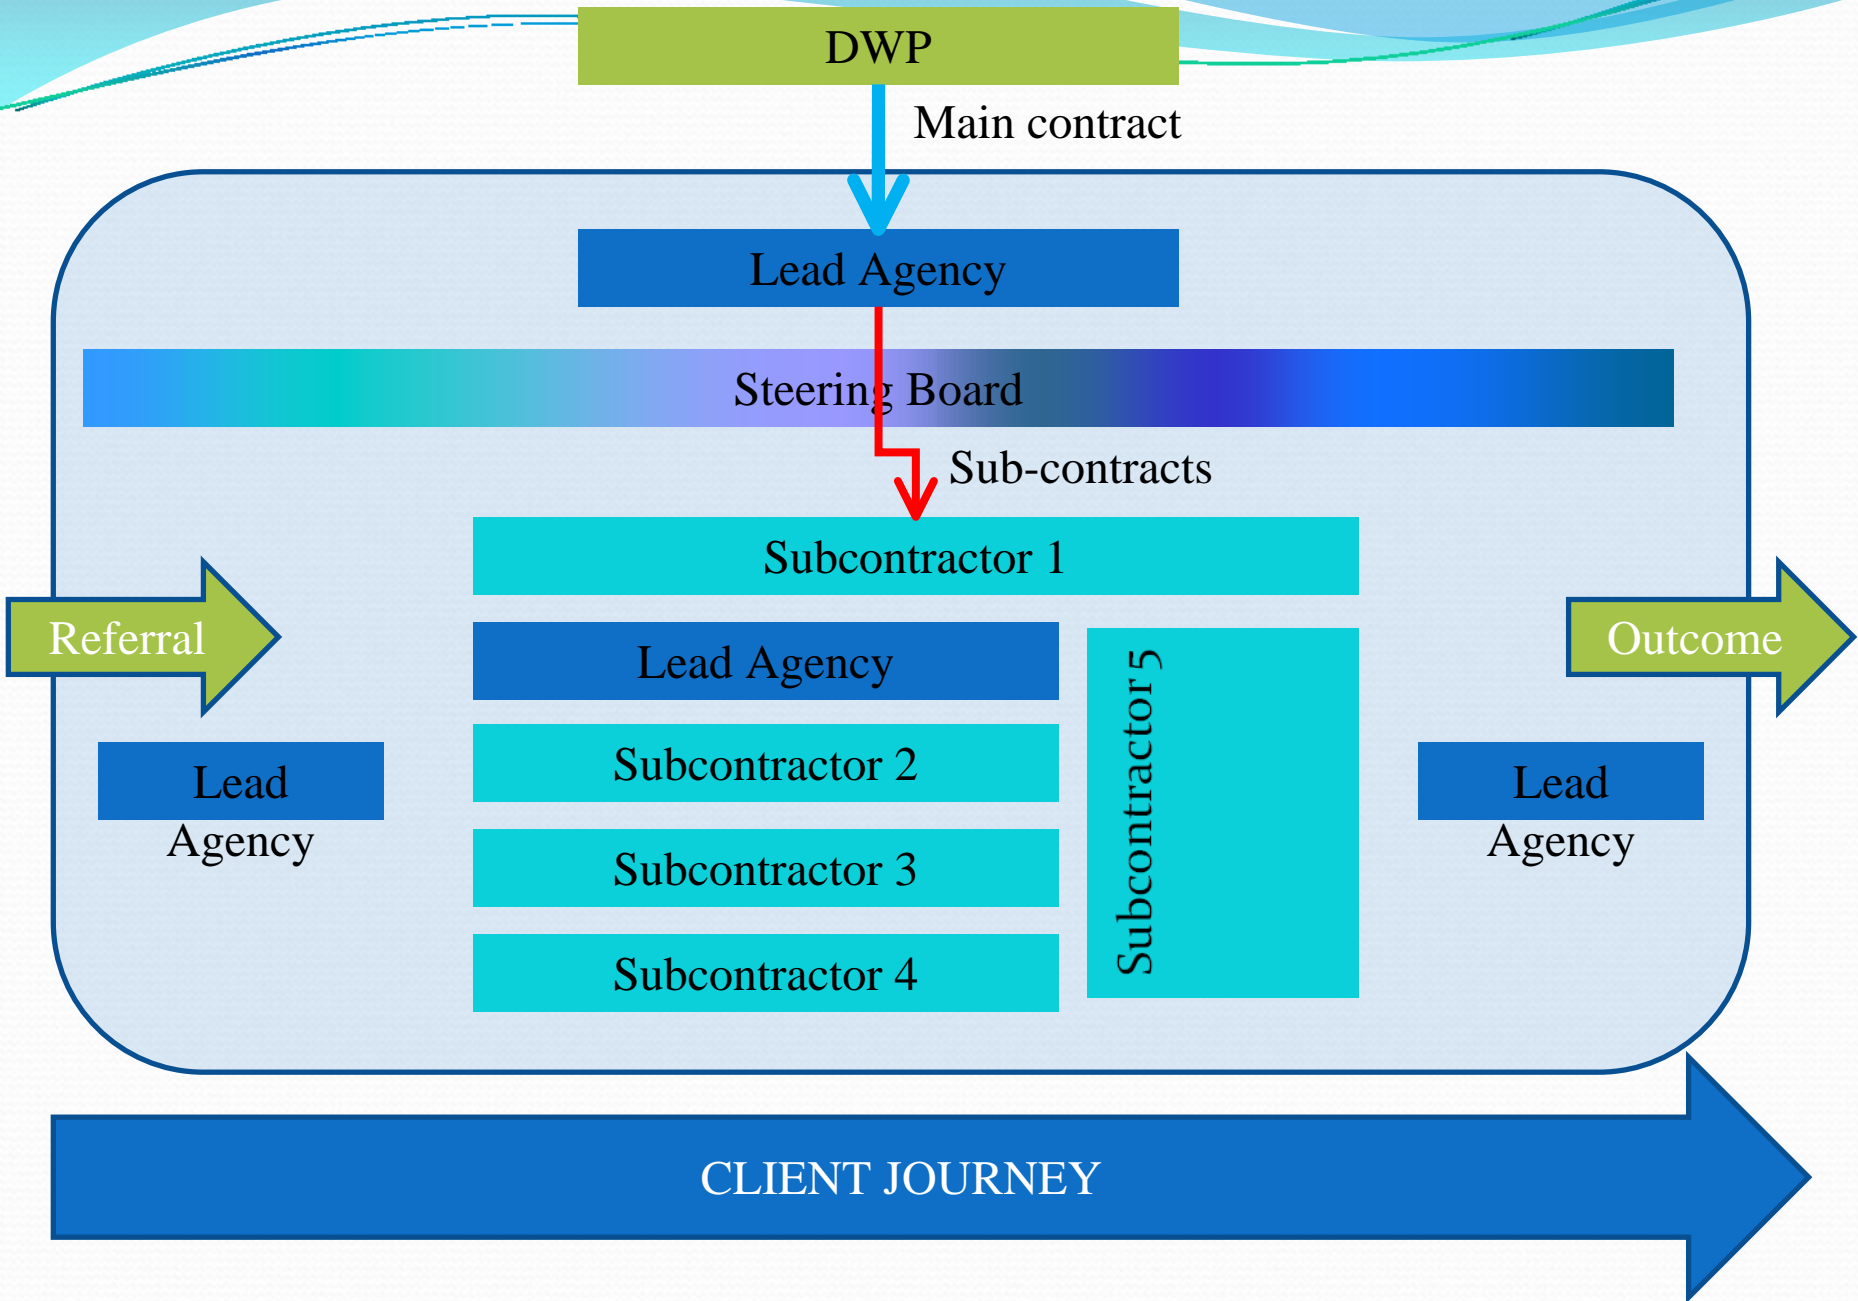 DWP
Main contract
Lead Agency
Steering Board
Sub-contracts
Subcontractor 1
Referral
Lead Agency
Subcontractor 5
Outcome
Subcontractor 2
Lead
Agency
Lead
Agency
Subcontractor 3
Subcontractor 4
CLIENT JOURNEY